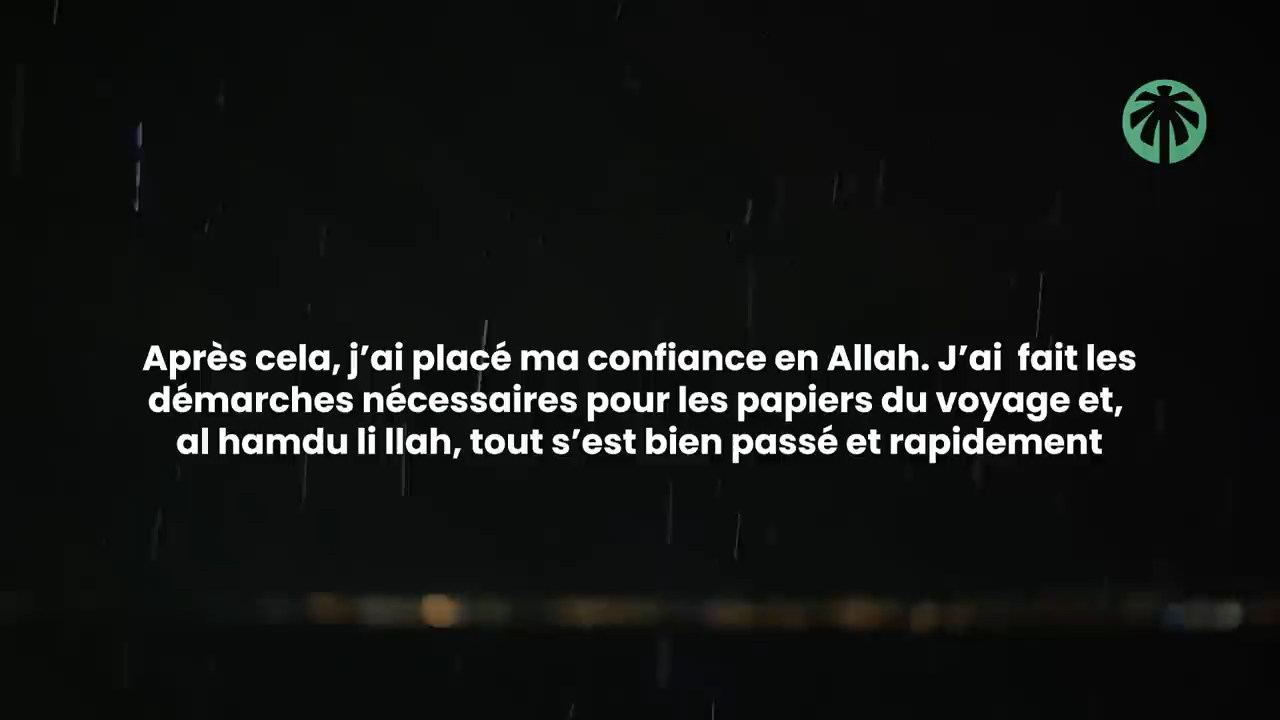 Après cela, j’ai placé ma confiance en Allah. J’ai  fait les
démarches nécessaires pour les papiers du voyage et,
al hamdu li llah, tout s’est bien passé et rapidement